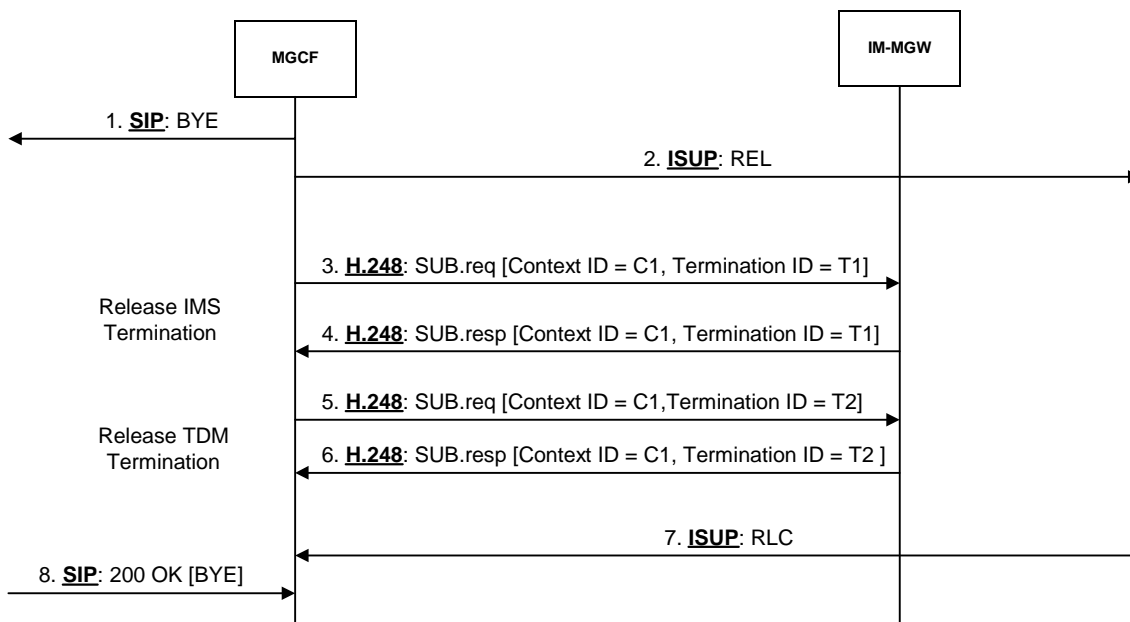 MGCF
IM-MGW
1. SIP: BYE
2. ISUP: REL
3. H.248: SUB.req [Context ID = C1, Termination ID = T1]
Release IMS
Termination
4. H.248: SUB.resp [Context ID = C1, Termination ID = T1]
5. H.248: SUB.req [Context ID = C1,Termination ID = T2]
Release TDM
Termination
6. H.248: SUB.resp [Context ID = C1, Termination ID = T2 ]
7. ISUP: RLC
8. SIP: 200 OK [BYE]